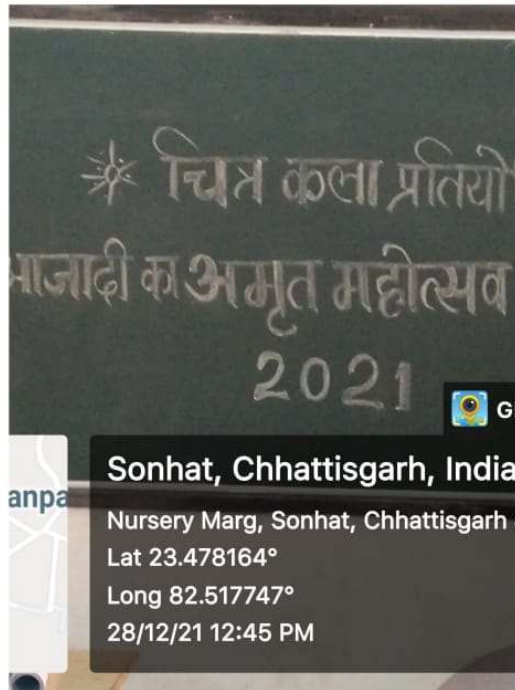 चित्र कला प्रतियो
आजादी का अमृत महोत्सव
2021
G
Sonhat, Chhattisgarh, India
anpa
Nursery Marg, Sonhat, Chhattisgarh
Lat 23.478164°
Long 82.517747°
28/12/21 12:45 PM